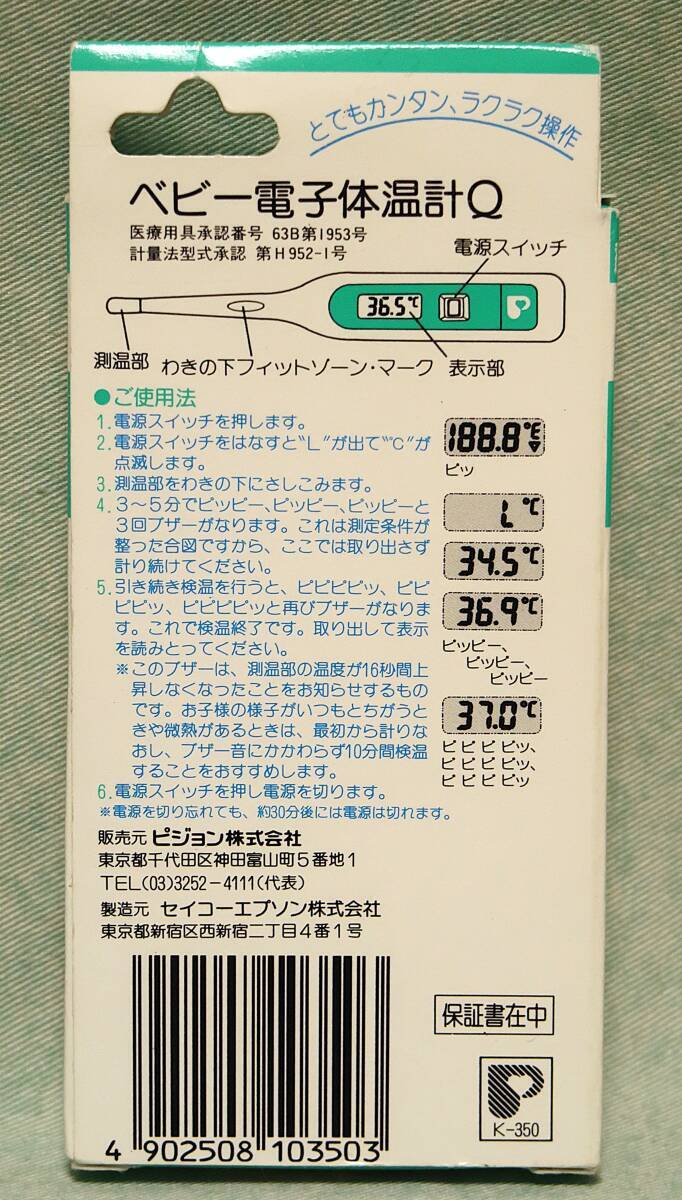 とてもカンタン、ラクラク操作
ベビー電子体温計Q
医療用具承認番号 63B第1953号
計量法型式承認 第H952-1号
電源スイッチ
36.5℃
測温部
わきの下フィットゾーン・マーク
表示部
●ご使用法
1.電源スイッチを押します。
2.電源スイッチをはなすと"L"が出て"℃"が
点滅します。
3.測温部をわきの下にさしこみます。
4.3〜5分でピッピー、ピッピー、ピッピーと
3回ブザーがなります。これは測定条件が
整った合図ですから、ここでは取り出さず
計り続けてください。
5.引き続き検温を行うと、ピピピピッ、ピピ
ピピッ、ピピピピッと再びブザーがなりま
す。これで検温終了です。取り出して表示
を読みとってください。
※このブザーは、測温部の温度が16秒間上
昇しなくなったことをお知らせするもの
です。お子様の様子がいつもとちがうと
きや微熱があるときは、最初から計りな
おし、ブザー音にかかわらず10分間検温
することをおすすめします。
6.電源スイッチを押し電源を切ります。
※電源を切り忘れても、約30分後には電源は切れます。
188.8℃
ピッ
L ℃
34.5℃
36.9℃
ピッピー、
ピッピー、
ピッピー
37.0℃
ピピピピッ、
ピピピピッ、
ピピピピッ
販売元 ピジョン株式会社
東京都千代田区神田富山町5番地1
TEL(03)3252-4111(代表)
製造元 セイコーエプソン株式会社
東京都新宿区西新宿二丁目4番1号
保証書在中
K-350
4 902508 103503